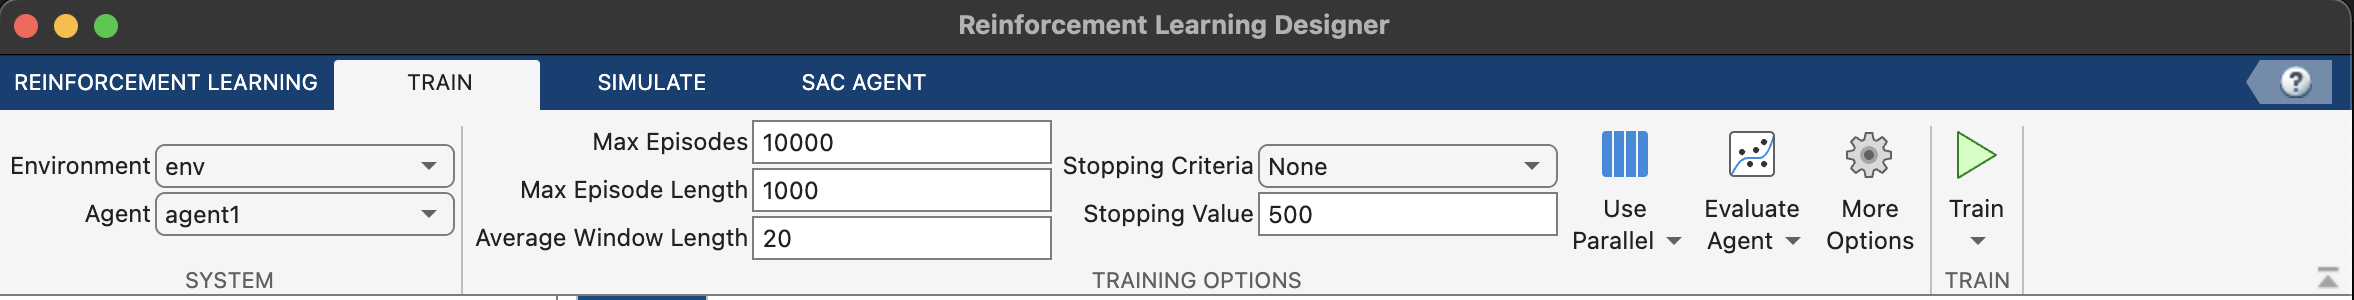 Reinforcement Learning Designer
REINFORCEMENT LEARNING
TRAIN
SIMULATE
SAC AGENT
?
Environment env
Agent agent1
SYSTEM
Max Episodes 10000
Max Episode Length 1000
Average Window Length 20
Stopping Criteria None
Stopping Value 500
Use
Parallel
Evaluate
Agent
More
Options
TRAINING OPTIONS
Train
TRAIN